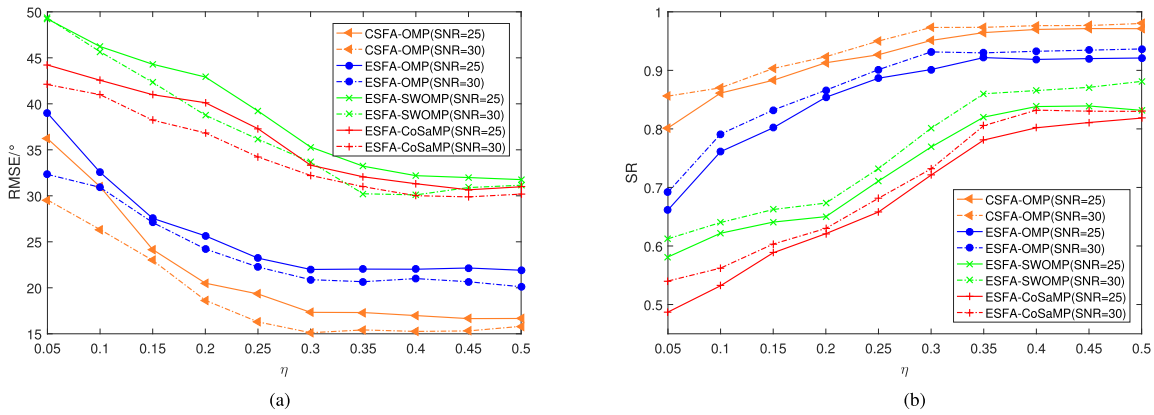 50
45
40
35
30
25
20
15
RMSE/°
0.05 0.1 0.15 0.2 0.25 0.3 0.35 0.4 0.45 0.5
η
CSFA-OMP(SNR=25)
CSFA-OMP(SNR=30)
ESFA-OMP(SNR=25)
ESFA-OMP(SNR=30)
ESFA-SWOMP(SNR=25)
ESFA-SWOMP(SNR=30)
ESFA-CoSaMP(SNR=25)
ESFA-CoSaMP(SNR=30)
(a)
1
0.9
0.8
0.7
0.6
0.5
SR
0.05 0.1 0.15 0.2 0.25 0.3 0.35 0.4 0.45 0.5
η
CSFA-OMP(SNR=25)
CSFA-OMP(SNR=30)
ESFA-OMP(SNR=25)
ESFA-OMP(SNR=30)
ESFA-SWOMP(SNR=25)
ESFA-SWOMP(SNR=30)
ESFA-CoSaMP(SNR=25)
ESFA-CoSaMP(SNR=30)
(b)